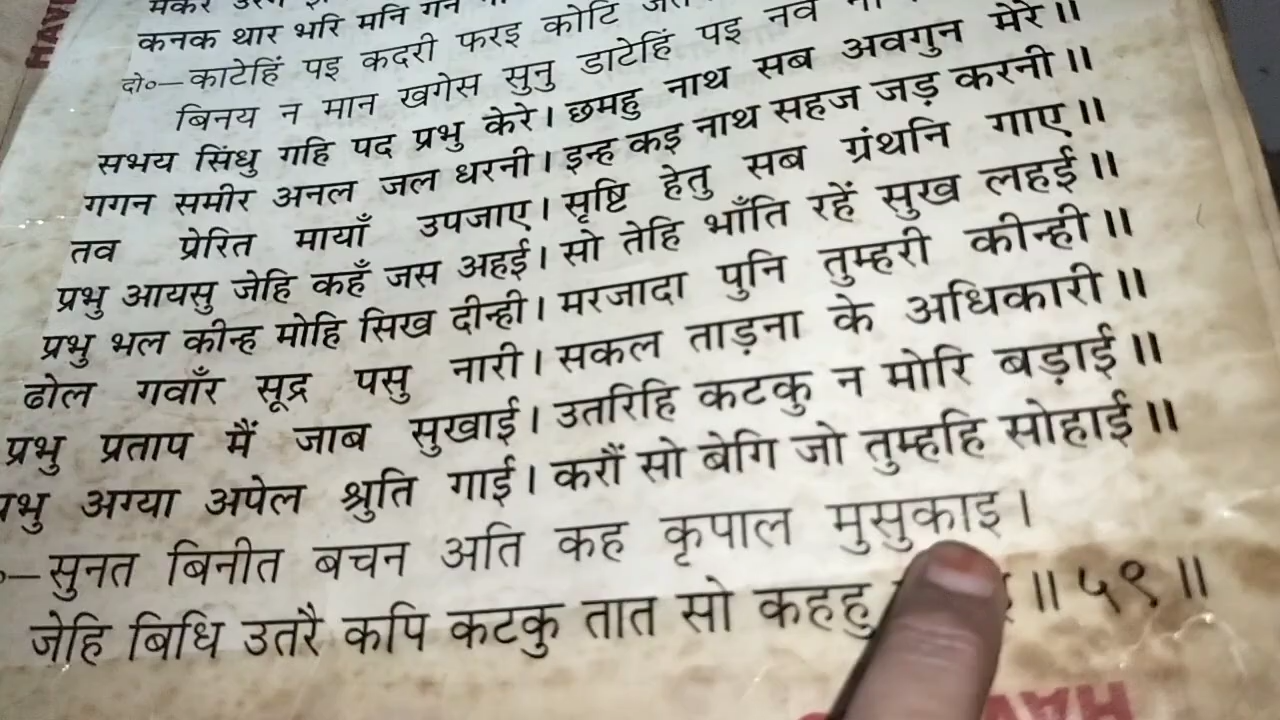 कनक थार भरि मनि गन
दो०—काटेहिं पइ कदरी फरइ कोटि
बिनय न मान खगेस सुनु डाटेहिं पइ नव
सभय सिंधु गहि पद प्रभु केरे। छमहु नाथ सब अवगुन मेरे॥
गगन समीर अनल जल धरनी। इन्ह कइ नाथ सहज जड़ करनी॥
तव प्रेरित मायाँ उपजाए। सृष्टि हेतु सब ग्रंथनि गाए॥
प्रभु आयसु जेहि कहँ जस अहई। सो तेहि भाँति रहें सुख लहई॥
प्रभु भल कीन्ह मोहि सिख दीन्ही। मरजादा पुनि तुम्हरी कीन्ही॥
ढोल गवाँर सूद्र पसु नारी। सकल ताड़ना के अधिकारी॥
प्रभु प्रताप मैं जाब सुखाई। उतरिहि कटकु न मोरि बड़ाई॥
प्रभु अग्या अपेल श्रुति गाई। करौं सो बेगि जो तुम्हहि सोहाई॥
—सुनत बिनीत बचन अति कह कृपाल मुसुकाइ।
जेहि बिधि उतरै कपि कटकु तात सो कहहु ॥ ५९ ॥